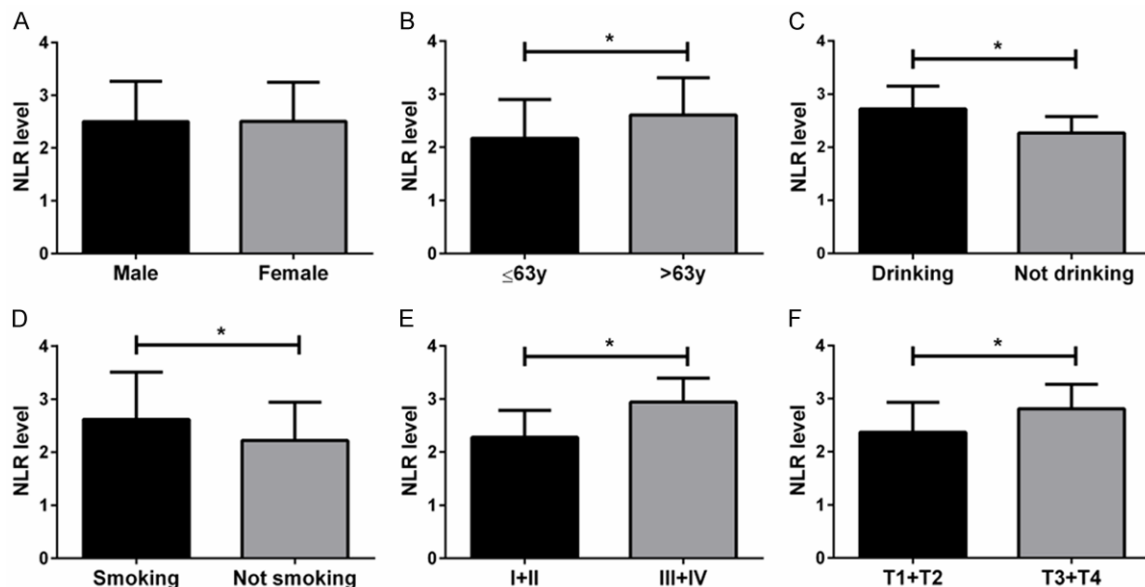 A
NLR level
4
3
2
1
0
Male Female
B
*
NLR level
4
3
2
1
0
≤63y >63y
C
*
NLR level
4
3
2
1
0
Drinking Not drinking
D
*
NLR level
4
3
2
1
0
Smoking Not smoking
E
*
NLR level
4
3
2
1
0
I+II III+IV
F
*
NLR level
4
3
2
1
0
T1+T2 T3+T4